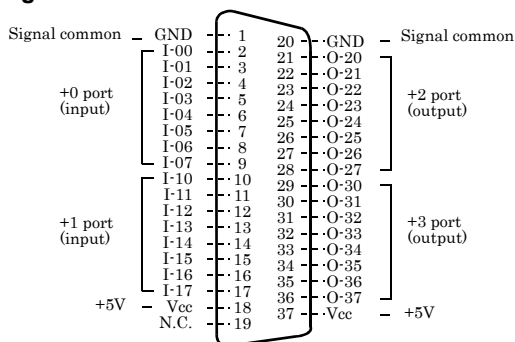 Signal common – GND 1
I-00 2
I-01 3
I-02 4
I-03 5
I-04 6
I-05 7
I-06 8
I-07 9
+0 port
(input)
I-10 10
I-11 11
I-12 12
I-13 13
I-14 14
I-15 15
I-16 16
I-17 17
+1 port
(input)
+5V – Vcc 18
N.C. 19
20 GND – Signal common
21 O-20
22 O-21
23 O-22
24 O-23
25 O-24
26 O-25
27 O-26
28 O-27
+2 port
(output)
29 O-30
30 O-31
31 O-32
32 O-33
33 O-34
34 O-35
35 O-36
36 O-37
+3 port
(output)
37 Vcc – +5V